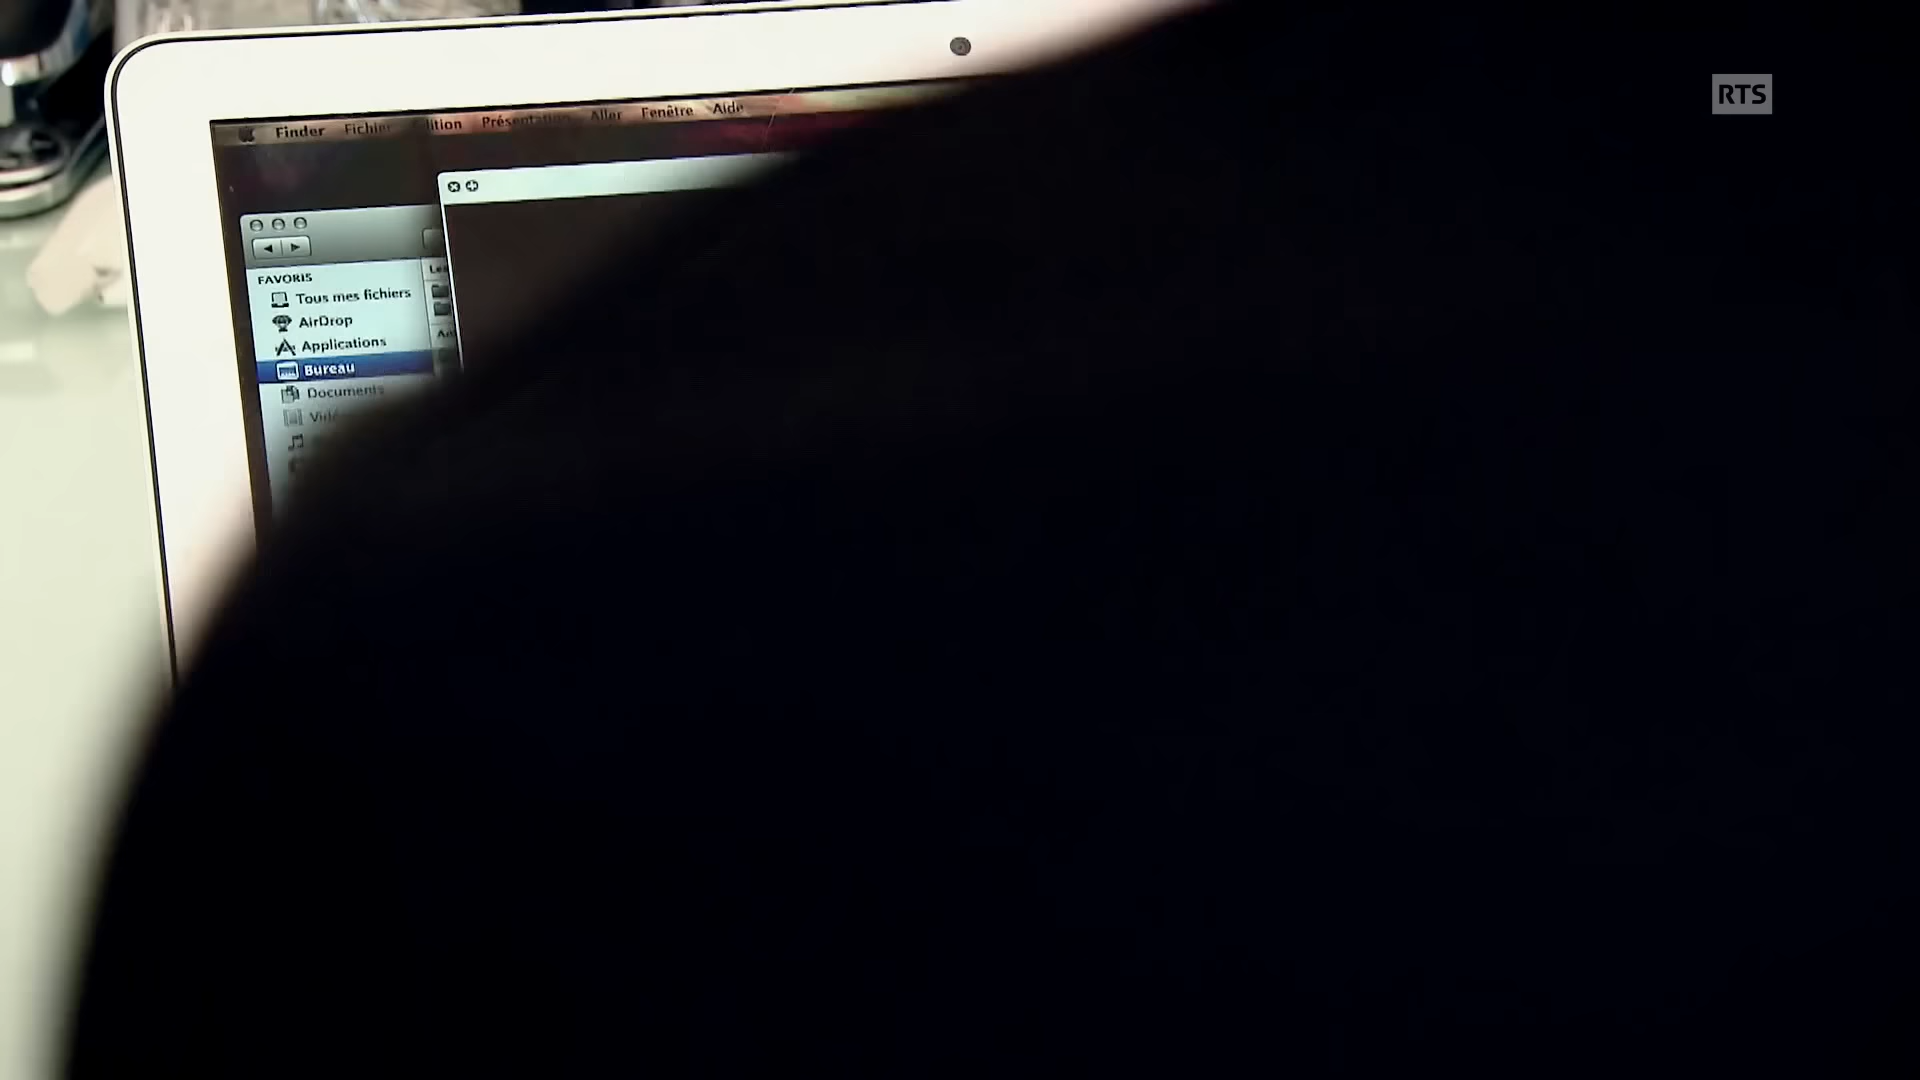 RTS
Finder Fichier Présentation Aller Fenêtre Aide
FAVORIS
Tous mes fichiers
AirDrop
Applications
Bureau
Documents